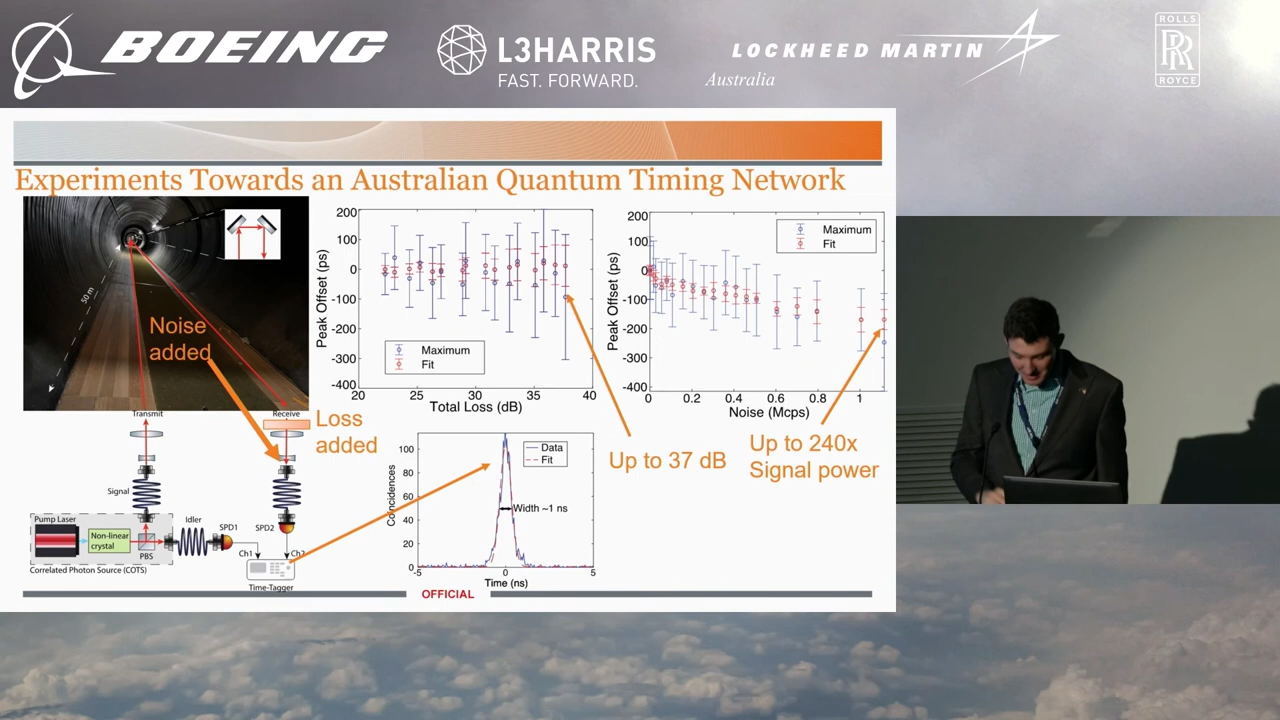 BOEING
L3HARRIS
FAST. FORWARD.
LOCKHEED MARTIN
Australia
ROLLS
RR
ROYCE
Experiments Towards an Australian Quantum Timing Network
50 m
Noise
added
Transmit
Receive
Loss
added
Signal
Pump Laser
Non-linear
crystal
PBS
Idler
SPD1
SPD2
Ch1
Ch2
Correlated Photon Source (COTS)
Time-Tagger
Peak Offset (ps)
200
100
0
-100
-200
-300
-400
20
25
30
35
40
Total Loss (dB)
Maximum
Fit
Up to 37 dB
Peak Offset (ps)
200
100
0
-100
-200
-300
-400
0
0.2
0.4
0.6
0.8
1
Noise (Mcps)
Maximum
Fit
Up to 240x
Signal power
Coincidences
100
80
60
40
20
0
-5
0
5
Time (ns)
Data
Fit
Width ~1 ns
OFFICIAL